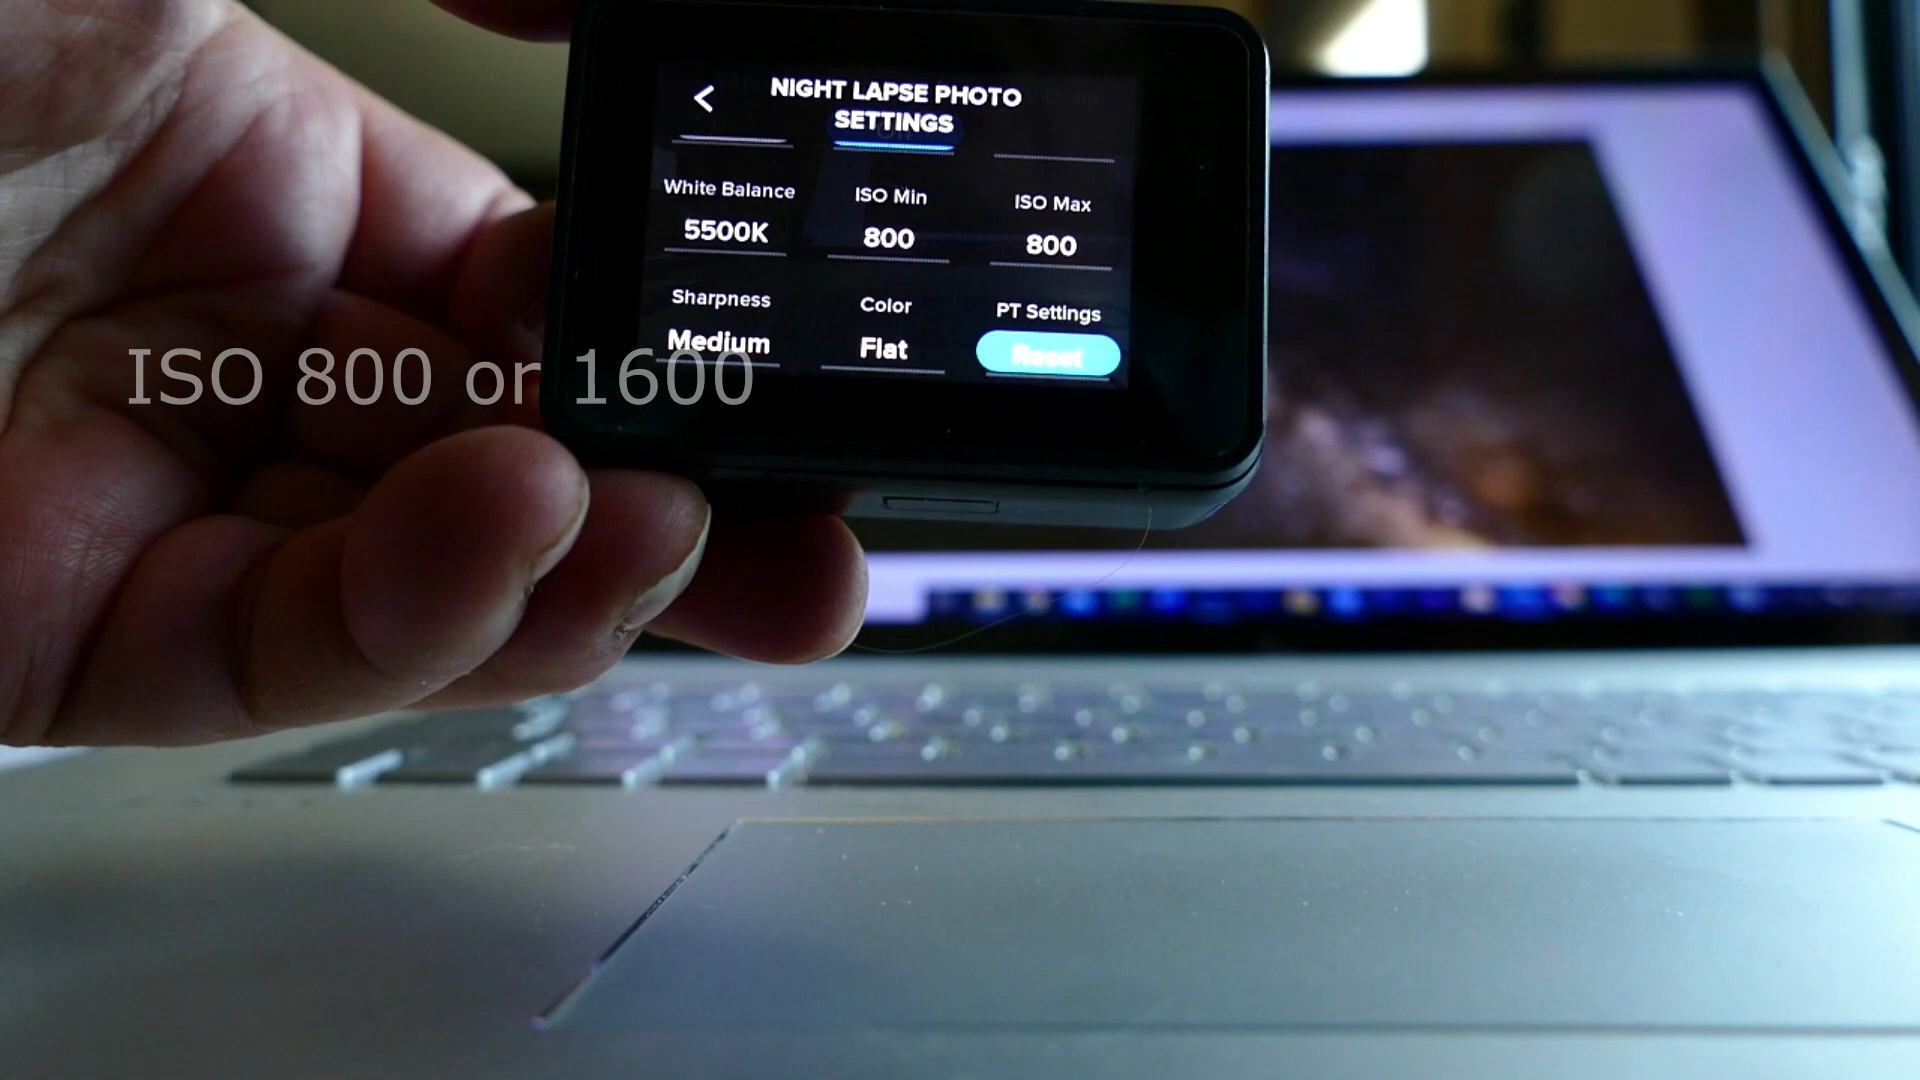 NIGHT LAPSE PHOTO
SETTINGS
White Balance
ISO Min
ISO Max
5500K
800
800
Sharpness
Color
PT Settings
Medium
Flat
Reset
ISO 800 or 1600